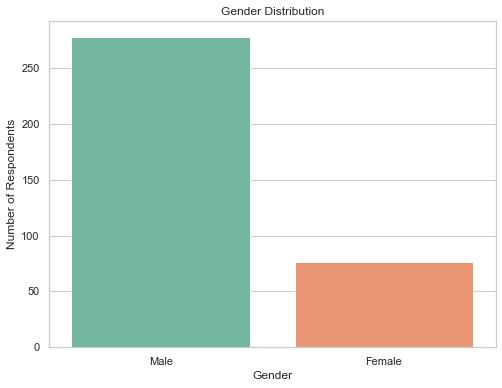 Gender Distribution
Number of Respondents
250
200
150
100
50
0
Male
Female
Gender